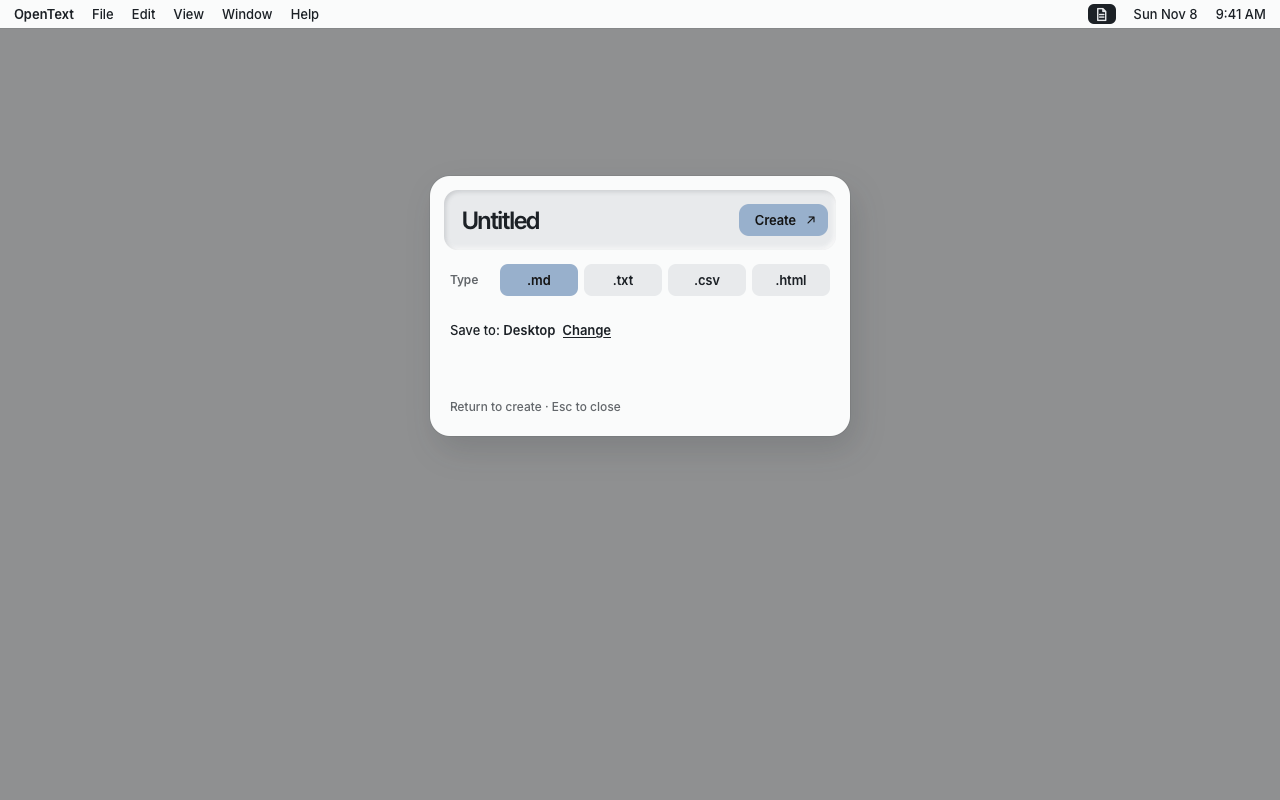 OpenText File Edit View Window Help Sun Nov 8 9:41 AM
Untitled Create
Type .md .txt .csv .html
Save to: Desktop Change
Return to create · Esc to close